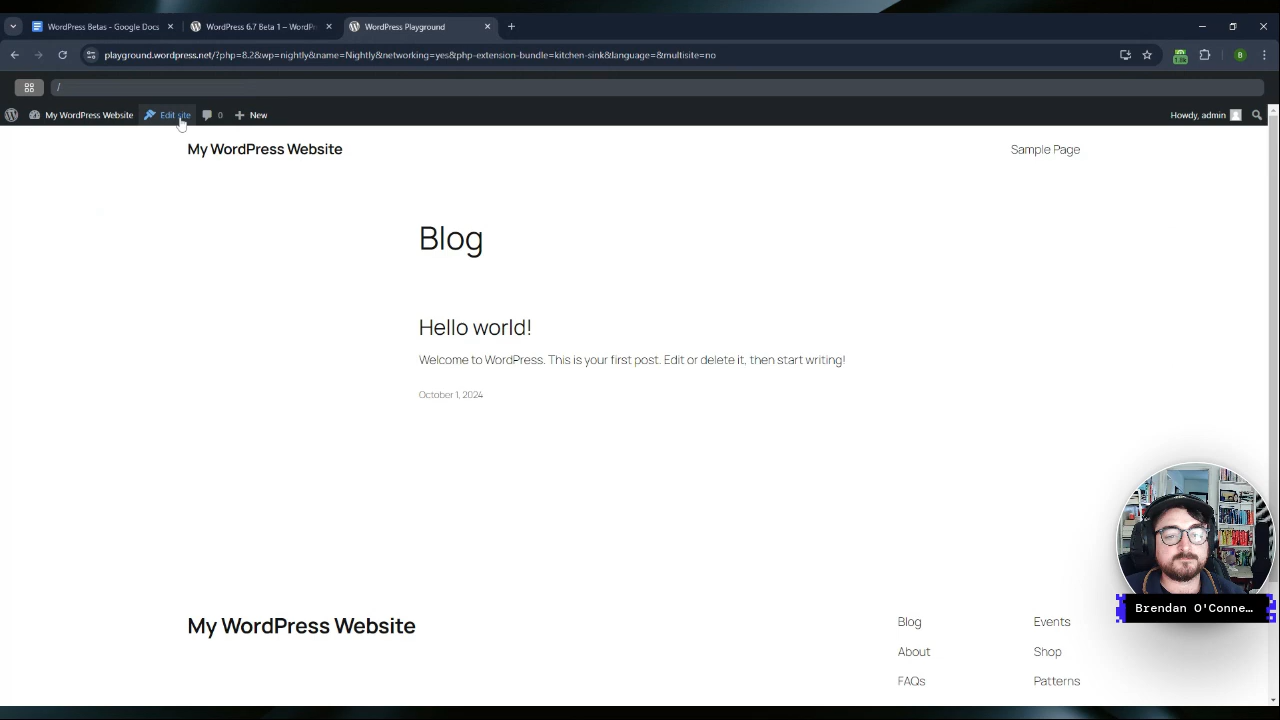 WordPress Betas - Google Docs
WordPress 6.7 Beta 1 – WordPr
WordPress Playground
playground.wordpress.net/?php=8.2&wp=nightly&name=Nightly&networking=yes&php-extension-bundle=kitchen-sink&language=&multisite=no
1.8k
B
/
My WordPress Website
Edit site
0
New
Howdy, admin
My WordPress Website
Sample Page
Blog
Hello world!
Welcome to WordPress. This is your first post. Edit or delete it, then start writing!
October 1, 2024
Brendan O'Conne…
My WordPress Website
Blog
Events
About
Shop
FAQs
Patterns